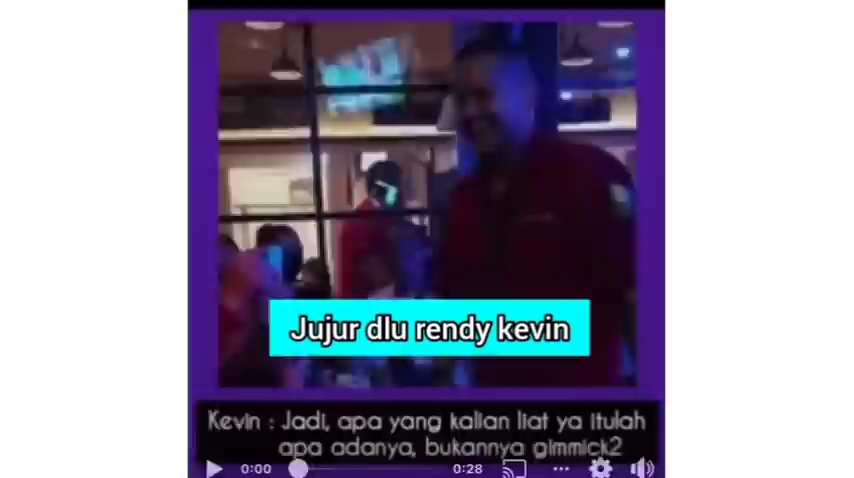 Jujur dlu rendy kevin
Kevin : Jadi, apa yang kalian liat ya itulah
apa adanya, bukannya gimmick2
0:00
0:28